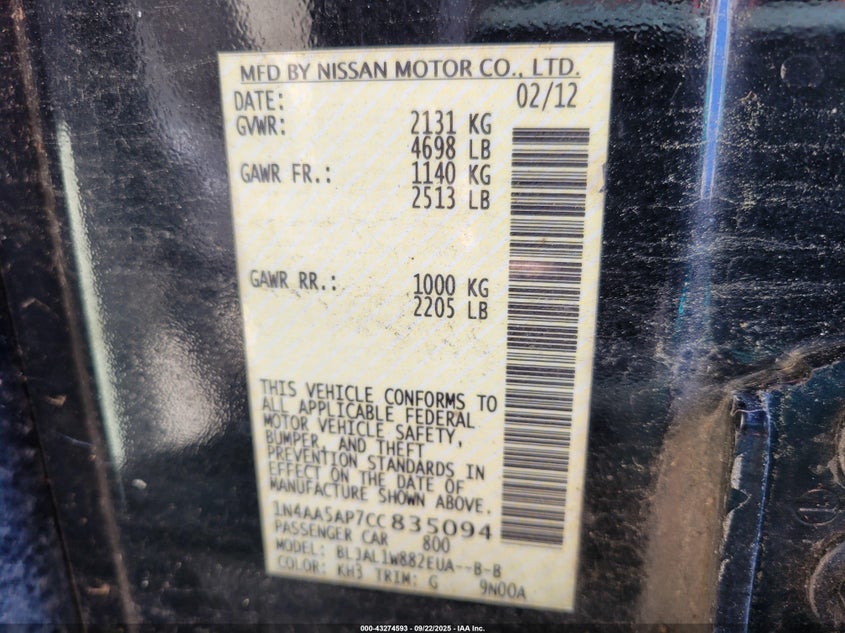 MFD BY NISSAN MOTOR CO., LTD.
DATE: 02/12
GVWR: 2131 KG
4698 LB
GAWR FR.: 1140 KG
2513 LB
GAWR RR.: 1000 KG
2205 LB
THIS VEHICLE CONFORMS TO
ALL APPLICABLE FEDERAL
MOTOR VEHICLE SAFETY,
BUMPER, AND THEFT
PREVENTION STANDARDS IN
EFFECT ON THE DATE OF
MANUFACTURE SHOWN ABOVE.
1N4AA5AP7CC835094
PASSENGER CAR 800
MODEL: BLJAL1W882EUA--B-B
COLOR: KH3 TRIM: G 9N00A
000-43274593 - 09/22/2025 - IAA Inc.